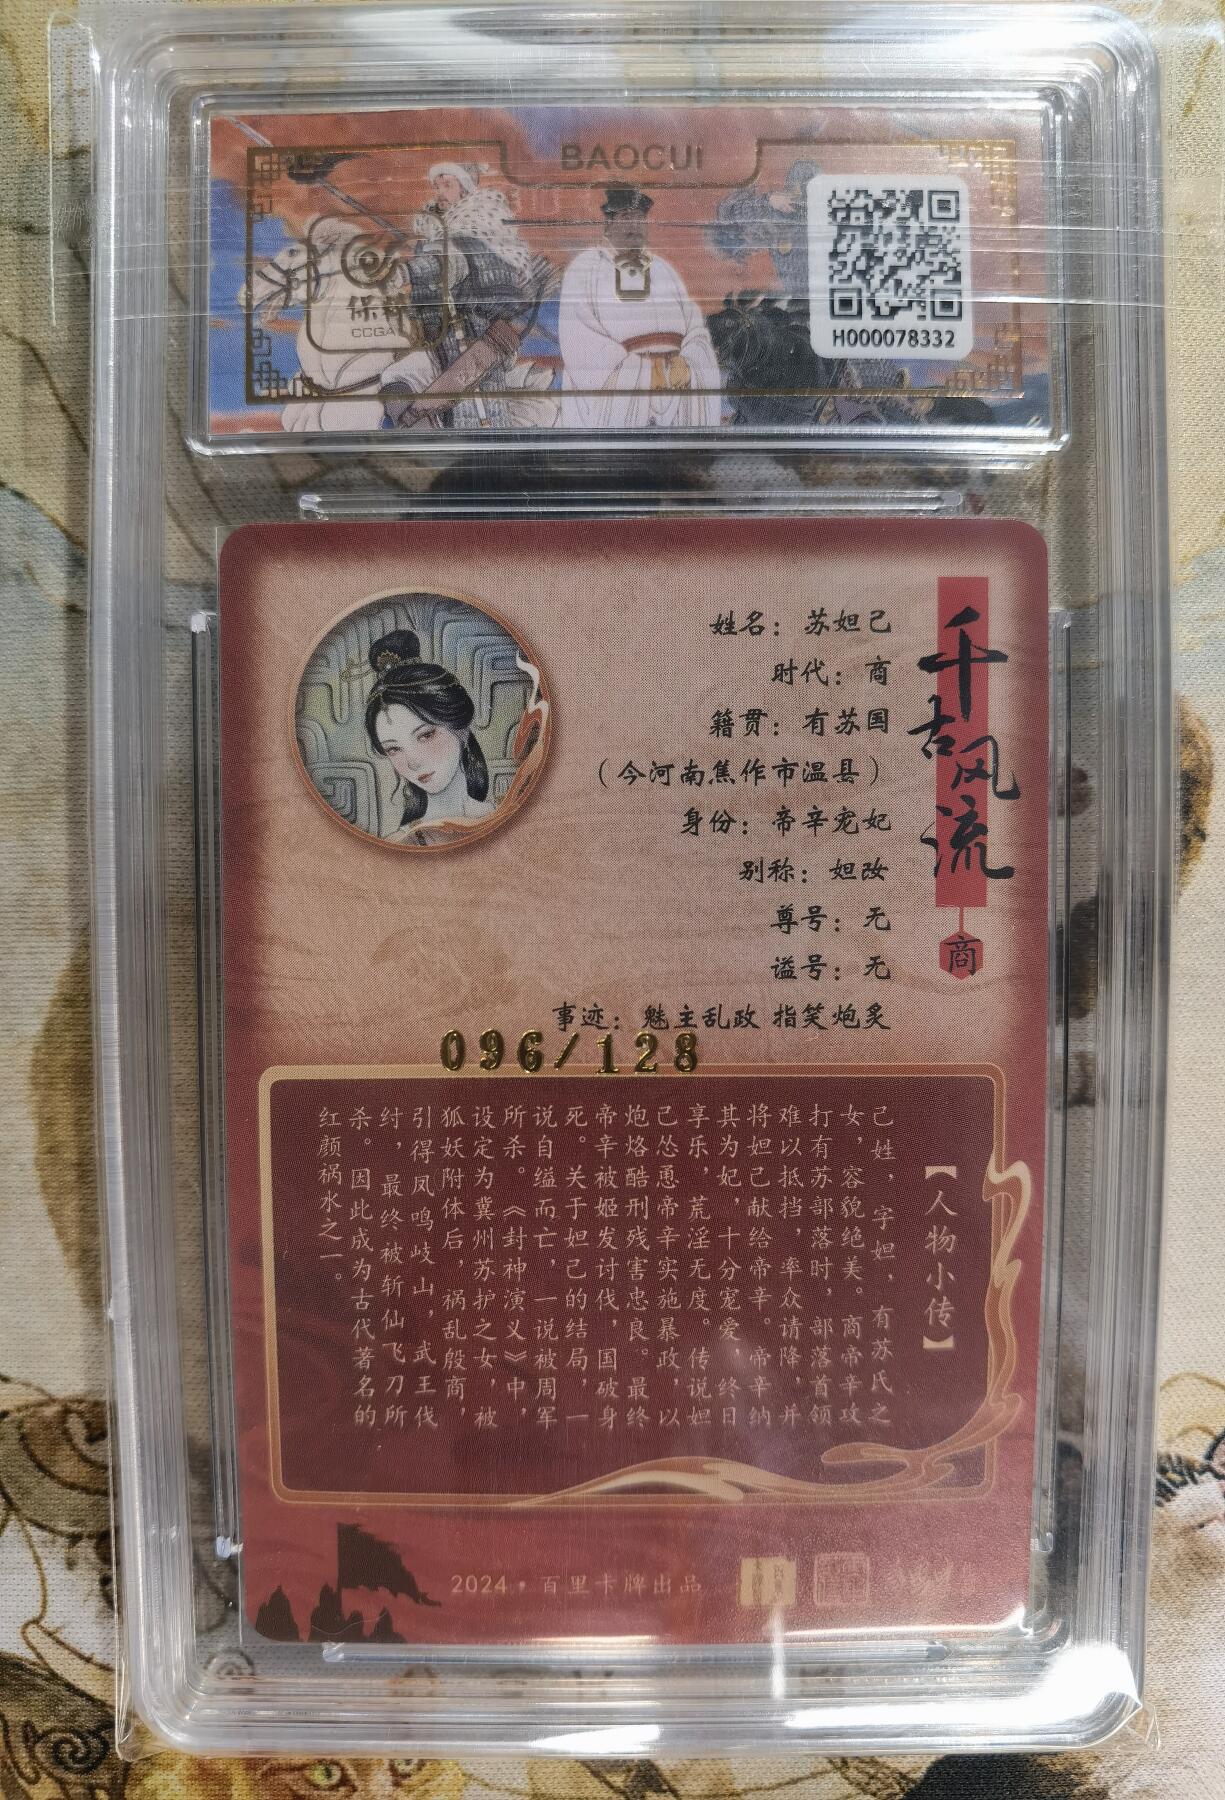 BAOCUI
保粹
CCGA
H000078332
千古风流
商
姓名：苏妲己
时代：商
籍贯：有苏国
（今河南焦作市温县）
身份：帝辛宠妃
别称：妲改
尊号：无
谥号：无
事迹：魅主乱政 指笑炮炙
096/128
【人物小传】
己姓，字妲，有苏氏之
女，容貌绝美。商帝辛攻
打有苏部落时，部落首领
难以抵挡，率众请降，并
将妲己献给帝辛。帝辛纳
其为妃，十分宠爱，终日
享乐，荒淫无度。传说妲
己怂恿帝辛实施暴政，以
炮烙酷刑残害忠良。最终
帝辛被姬发讨伐，国破身
死。关于妲己的结局，一
说自缢而亡，一说被周军
所杀。《封神演义》中，
设定为冀州苏护之女，被
狐妖附体后，祸乱殷商，
引得凤鸣岐山，武王伐
纣，最终被斩仙飞刀所
杀。因此成为古代著名的
红颜祸水之一。
2024，百里卡牌出品